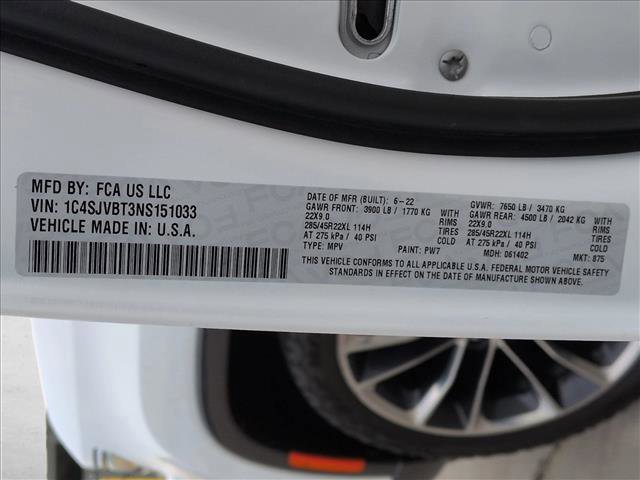 MFD BY: FCA US LLC
VIN: 1C4SJVBT3NS151033
VEHICLE MADE IN: U.S.A.
DATE OF MFR (BUILT): 6-22 GVWR: 7650 LB / 3470 KG
GAWR FRONT: 3900 LB / 1770 KG WITH GAWR REAR: 4500 LB / 2042 KG WITH
22X9.0 RIMS 22X9.0 RIMS
285/45R22XL 114H TIRES 285/45R22XL 114H TIRES
AT 275 kPa / 40 PSI COLD AT 275 kPa / 40 PSI COLD
TYPE: MPV PAINT: PW7 MDH: 061402 MKT: 875
THIS VEHICLE CONFORMS TO ALL APPLICABLE U.S.A. FEDERAL MOTOR VEHICLE SAFETY
STANDARDS IN EFFECT ON THE DATE OF MANUFACTURE SHOWN ABOVE.